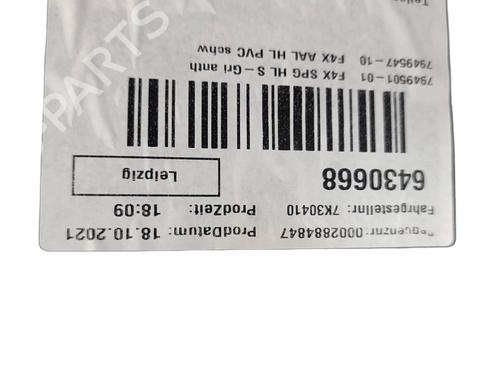 equenznr.:0002884847 ProdDatum: 18.10.2021
Fahrgestellnr: 7K30410 ProdZeit: 18:09
6430668 Leipzig
7949501-01 F4X SPG HL S-Gri anth
7949547-10 F4X AAL HL PVC schw
PARTS